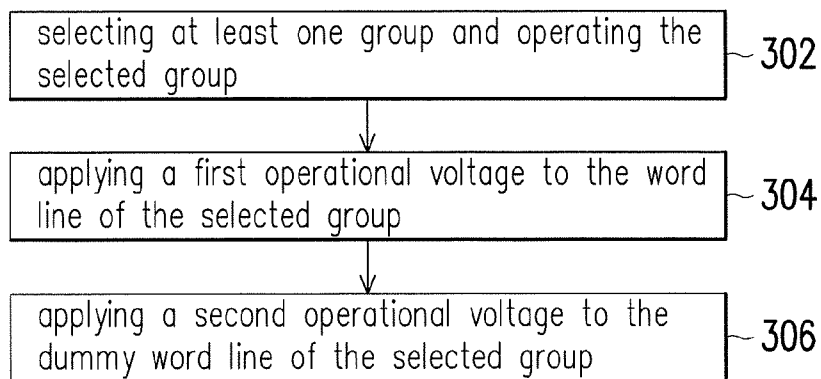 selecting at least one group and operating the
selected group
302
applying a first operational voltage to the word
line of the selected group
304
applying a second operational voltage to the
dummy word line of the selected group
306